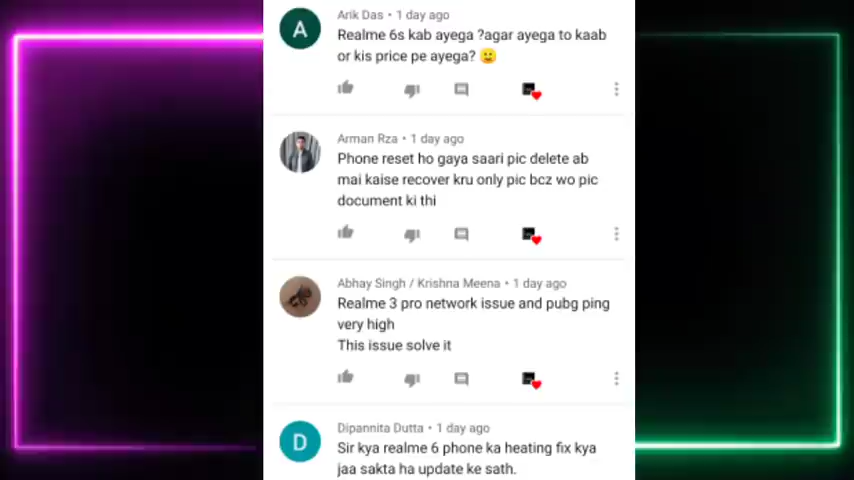 A
Arik Das • 1 day ago
Realme 6s kab ayega ?agar ayega to kaab
or kis price pe ayega? 🙂
Arman Rza • 1 day ago
Phone reset ho gaya saari pic delete ab
mai kaise recover kru only pic bcz wo pic
document ki thi
Abhay Singh / Krishna Meena • 1 day ago
Realme 3 pro network issue and pubg ping
very high
This issue solve it
D
Dipannita Dutta • 1 day ago
Sir kya realme 6 phone ka heating fix kya
jaa sakta ha update ke sath.